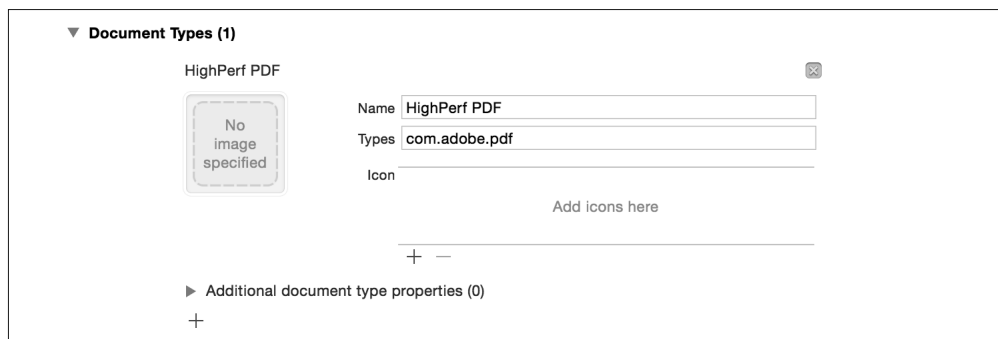 Document Types (1)
HighPerf PDF
No
image
specified
Name HighPerf PDF
Types com.adobe.pdf
Icon
Add icons here
Additional document type properties (0)